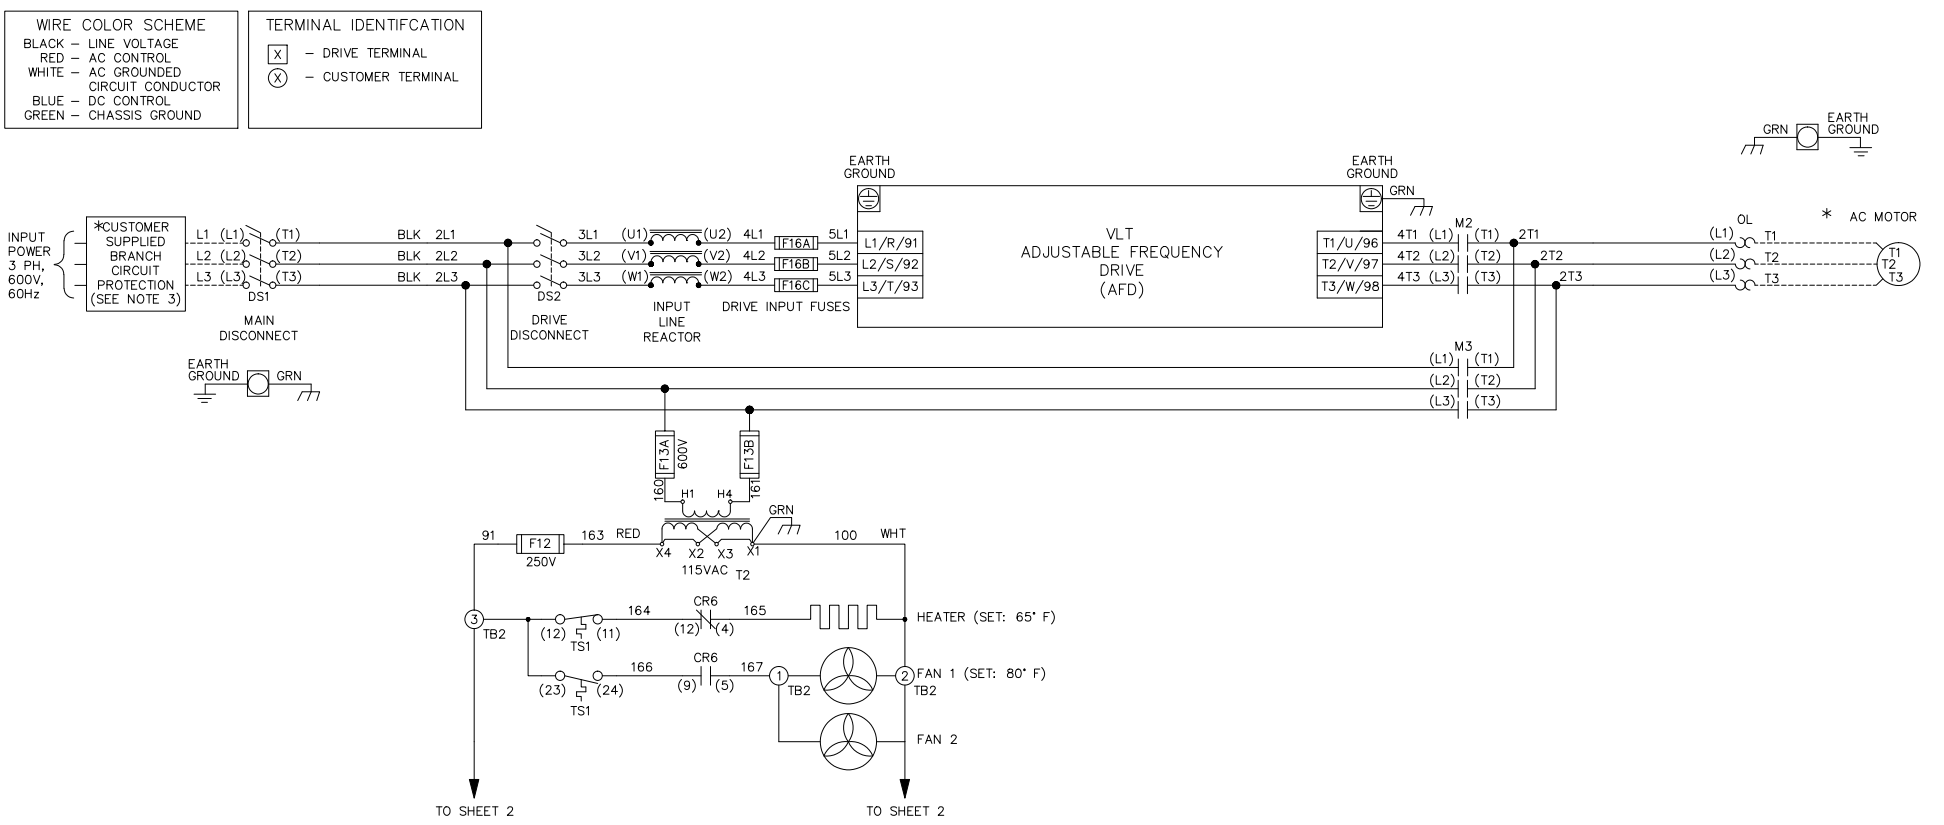 WIRE COLOR SCHEME
BLACK – LINE VOLTAGE
RED – AC CONTROL
WHITE – AC GROUNDED
CIRCUIT CONDUCTOR
BLUE – DC CONTROL
GREEN – CHASSIS GROUND
TERMINAL IDENTIFCATION
X – DRIVE TERMINAL
X – CUSTOMER TERMINAL
GRN
EARTH
GROUND
EARTH
GROUND
EARTH
GROUND
GRN
INPUT
POWER
3 PH,
600V,
60Hz
*CUSTOMER
SUPPLIED
BRANCH
CIRCUIT
PROTECTION
(SEE NOTE 3)
L1 (L1) (T1) BLK 2L1 3L1 (U1) (U2) 4L1 F16A 5L1 L1/R/91
L2 (L2) (T2) BLK 2L2 3L2 (V1) (V2) 4L2 F16B 5L2 L2/S/92
L3 (L3) (T3) BLK 2L3 3L3 (W1) (W2) 4L3 F16C 5L3 L3/T/93
DS1
MAIN
DISCONNECT
DS2
DRIVE
DISCONNECT
INPUT
LINE
REACTOR
DRIVE INPUT FUSES
VLT
ADJUSTABLE FREQUENCY
DRIVE
(AFD)
M2
OL
* AC MOTOR
T1/U/96 4T1 (L1) (T1) 2T1 (L1) T1 T1
T2/V/97 4T2 (L2) (T2) 2T2 (L2) T2 T2
T3/W/98 4T3 (L3) (T3) 2T3 (L3) T3 T3
M3
(L1) (T1)
(L2) (T2)
(L3) (T3)
EARTH
GROUND
GRN
F13A
600V
F13B
160
161
H1 H4
GRN
91 F12 163 RED
250V
100 WHT
X4 X2 X3 X1
115VAC T2
3
TB2
164 CR6 165
(12) (11) (12) (4)
TS1
HEATER (SET: 65° F)
166 CR6 167
(23) (24) (9) (5)
TS1
1
TB2
2
TB2
FAN 1 (SET: 80° F)
FAN 2
TO SHEET 2
TO SHEET 2